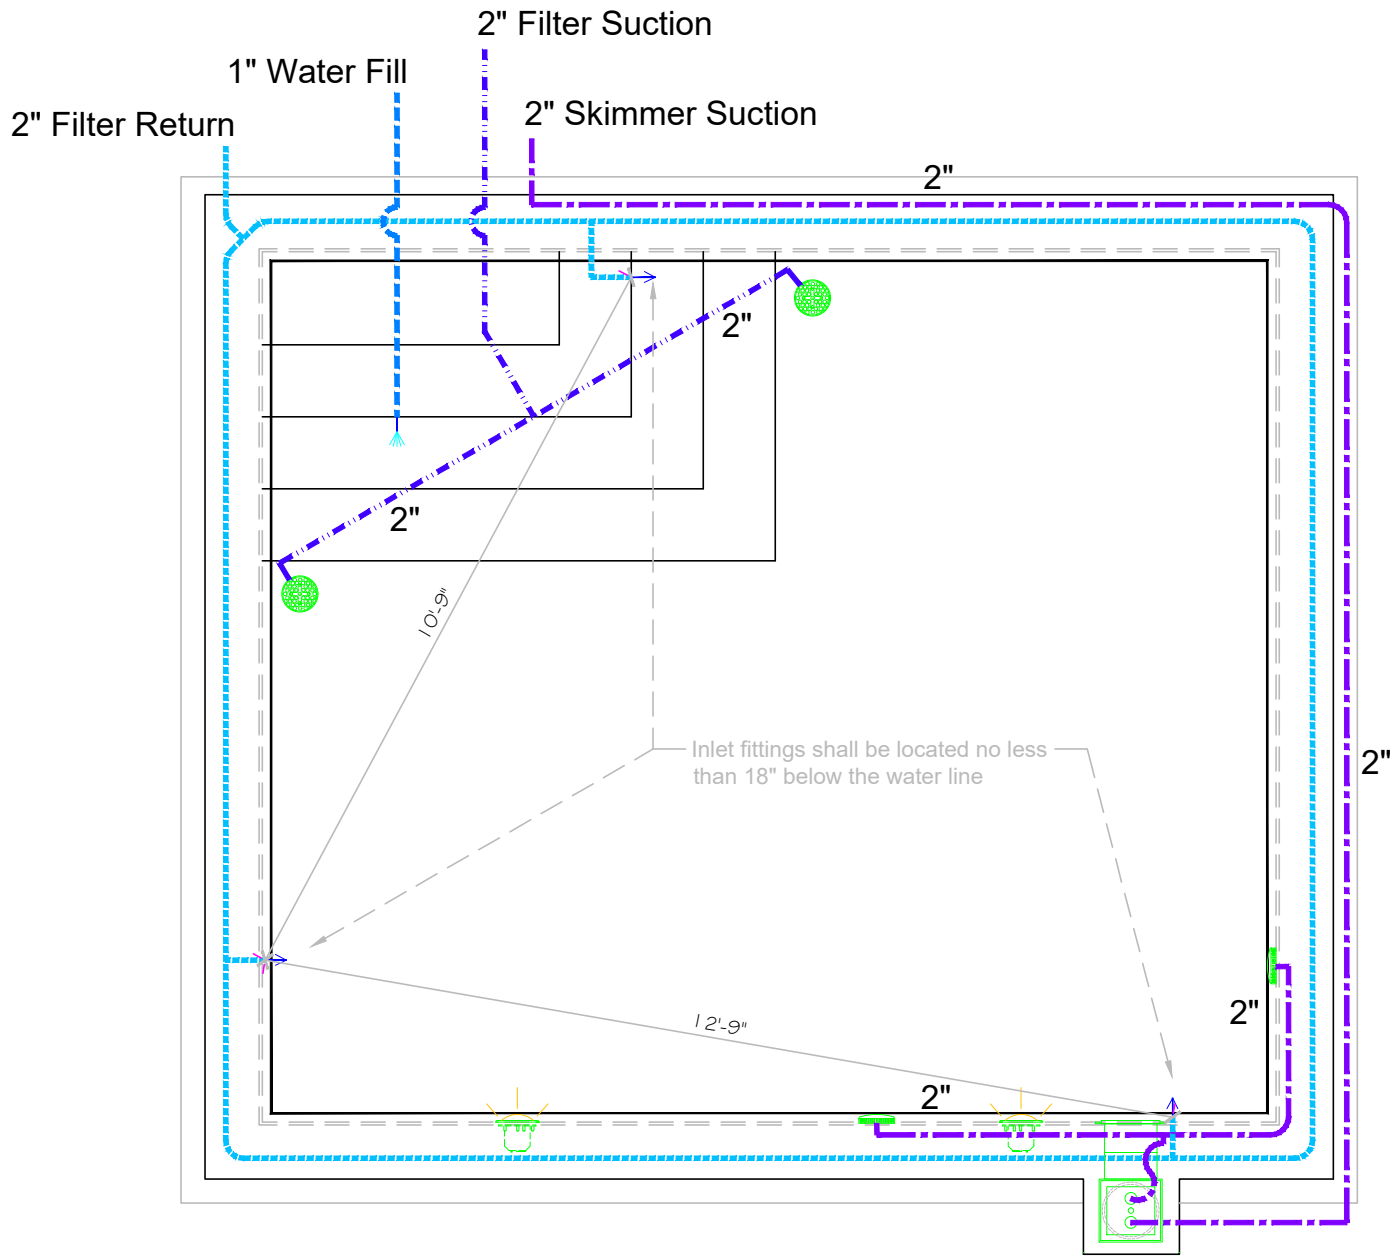 2" Filter Suction
1" Water Fill
2" Skimmer Suction
2" Filter Return
2"
2"
2"
10'-9"
Inlet fittings shall be located no less
than 18" below the water line
2"
2"
12'-9"
2"